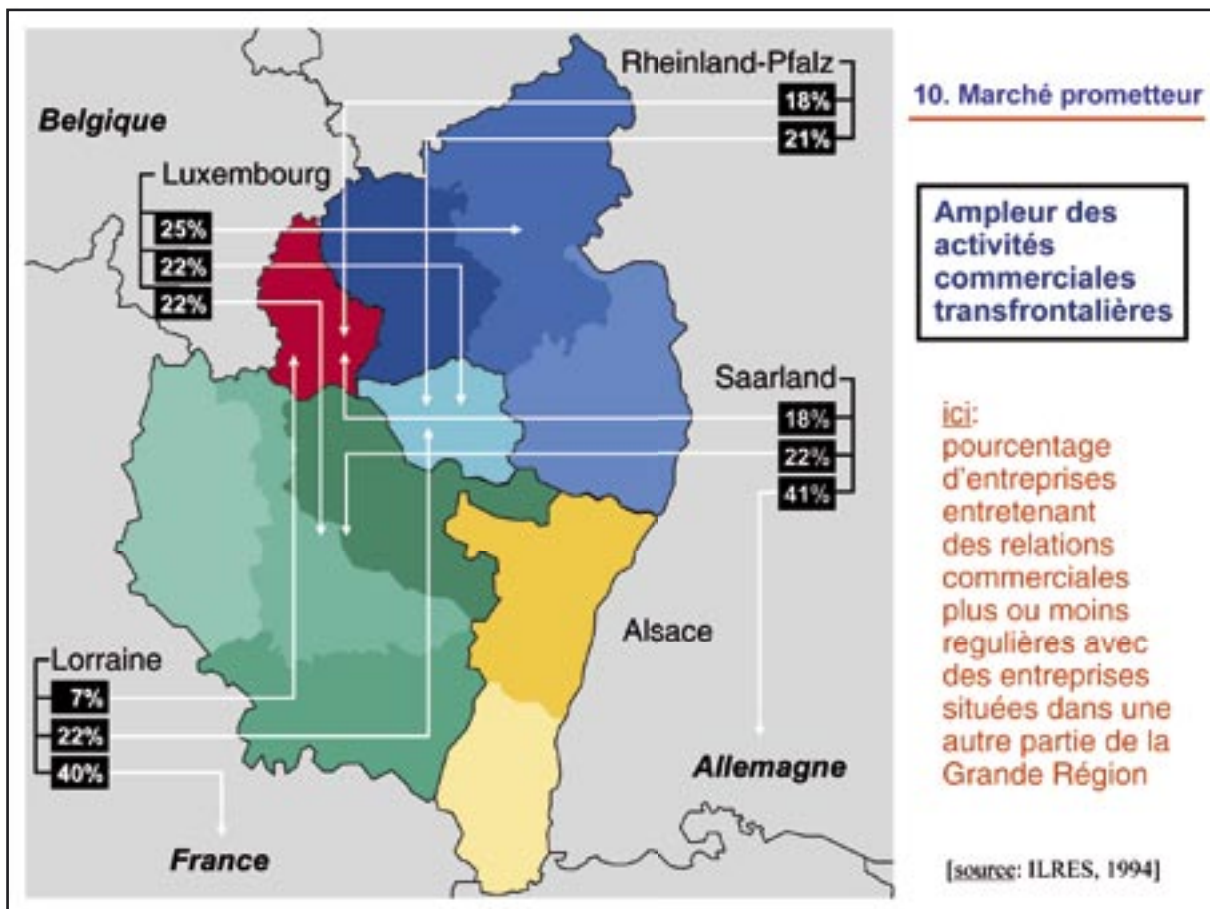 Rheinland-Pfalz
18%
21%
Belgique
Luxembourg
25%
22%
22%
Saarland
18%
22%
41%
Alsace
Lorraine
7%
22%
40%
Allemagne
France
10. Marché prometteur
Ampleur des
activités
commerciales
transfrontalières
ici:
pourcentage
d'entreprises
entretenant
des relations
commerciales
plus ou moins
regulières avec
des entreprises
situées dans une
autre partie de la
Grande Région
[source: ILRES, 1994]